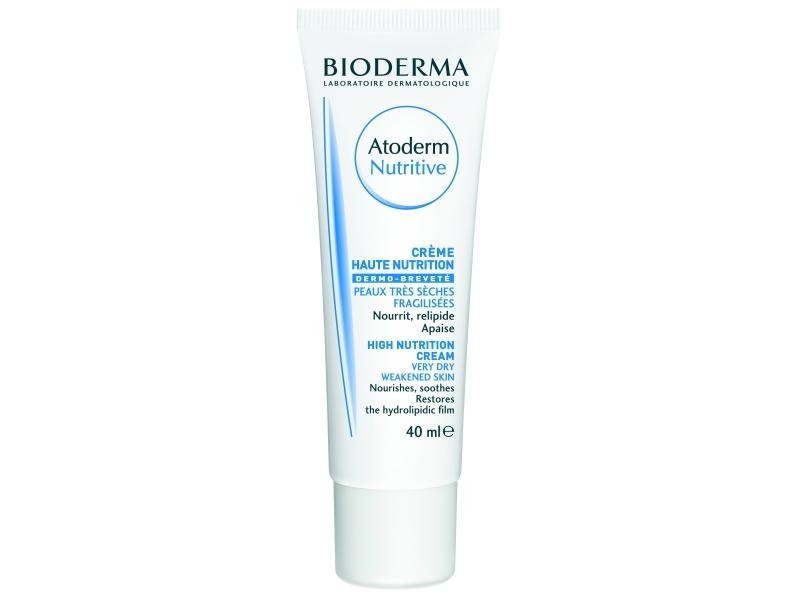 BIODERMA
LABORATOIRE DERMATOLOGIQUE
Atoderm
Nutritive
CRÈME
HAUTE NUTRITION
DERMO-BREVETÉ
PEAUX TRÈS SÈCHES
FRAGILISÉES
Nourrit, relipide
Apaise
HIGH NUTRITION
CREAM
VERY DRY
WEAKENED SKIN
Nourishes, soothes
Restores
the hydrolipidic film
40 ml ℮